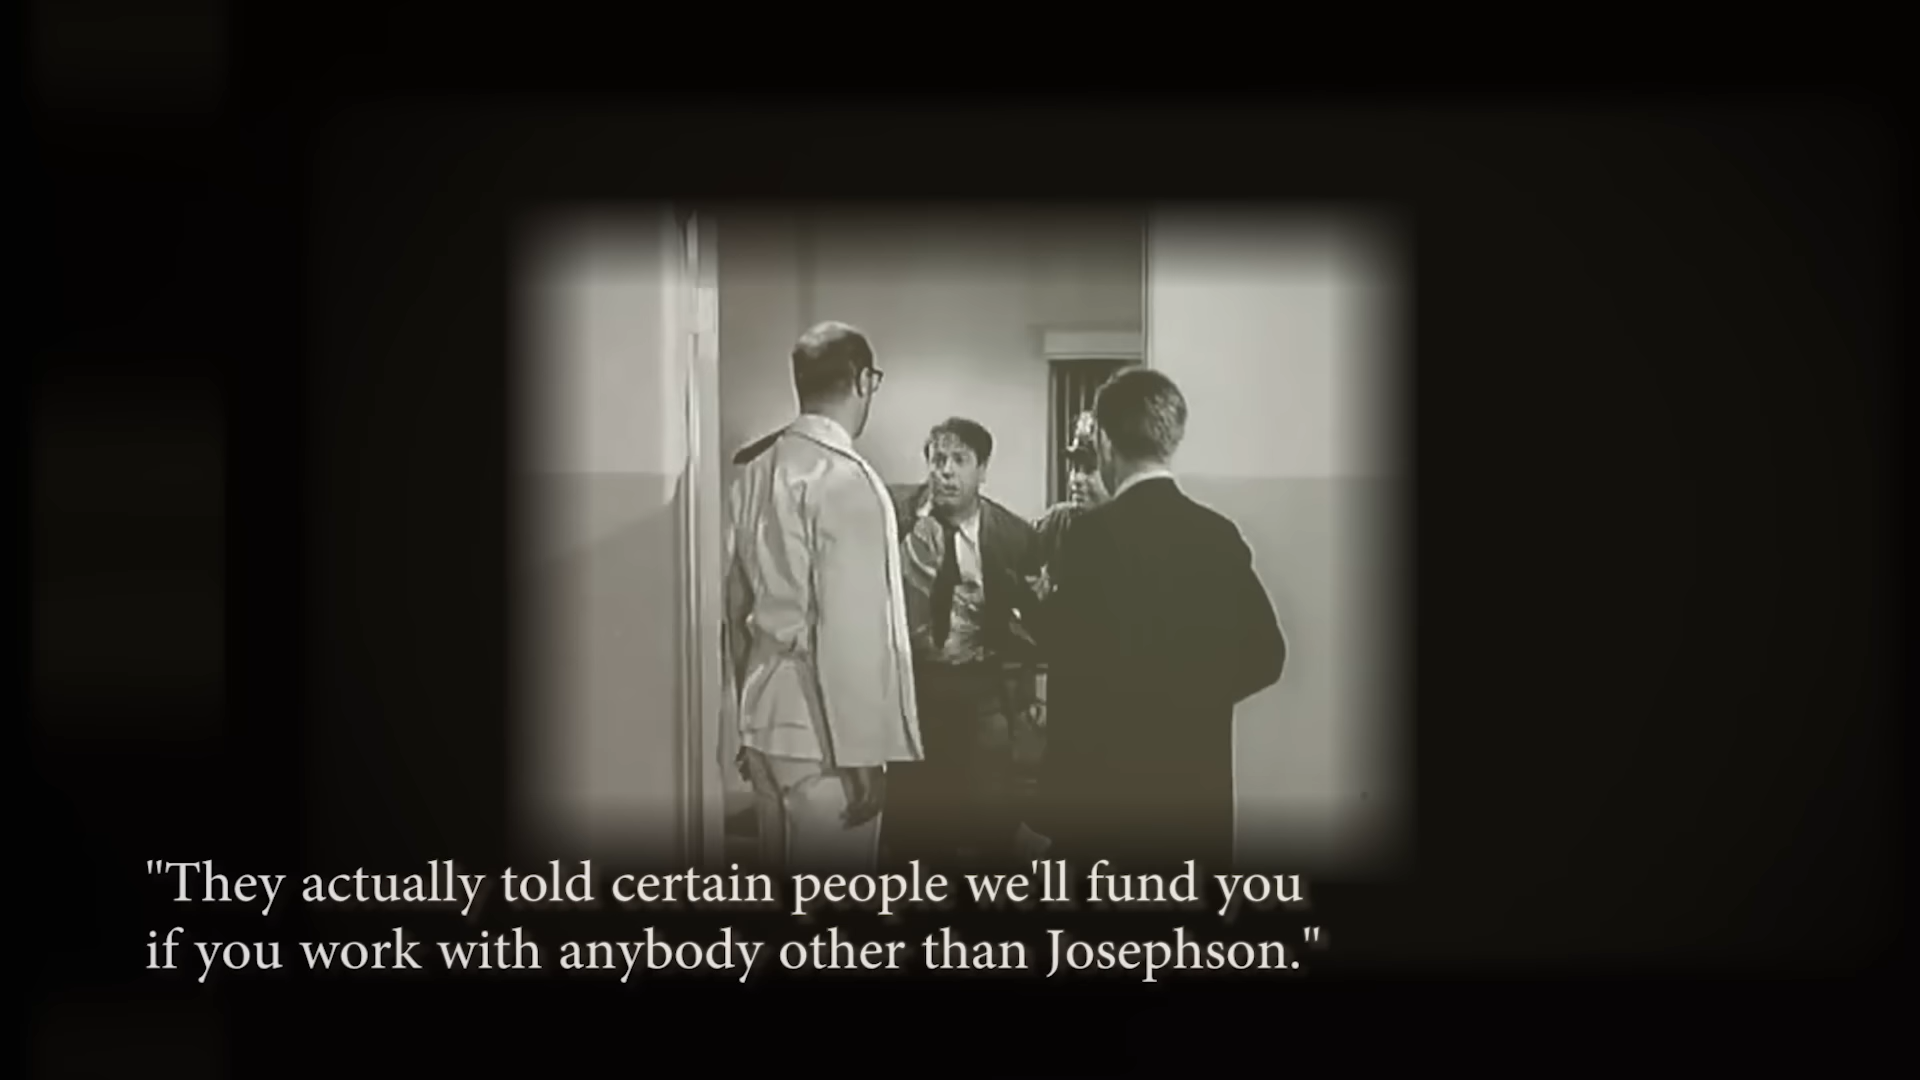 "They actually told certain people we'll fund you
if you work with anybody other than Josephson."